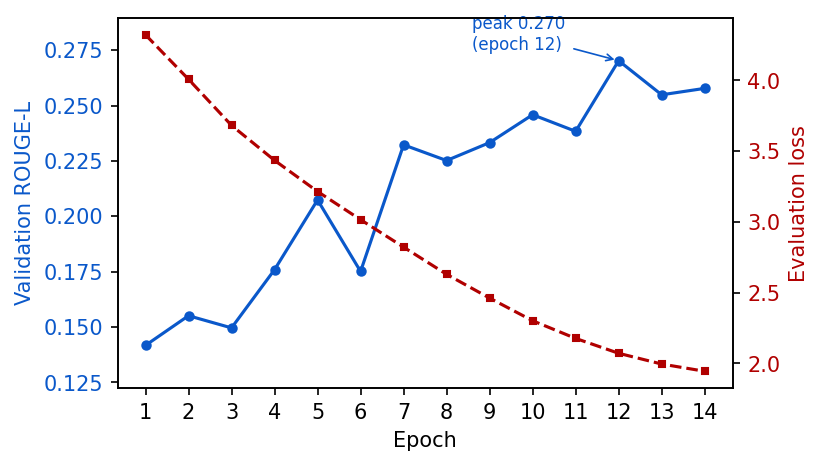 peak 0.270
(epoch 12)
0.275
0.250
0.225
0.200
0.175
0.150
0.125
Validation ROUGE-L
4.0
3.5
3.0
2.5
2.0
Evaluation loss
1 2 3 4 5 6 7 8 9 10 11 12 13 14
Epoch